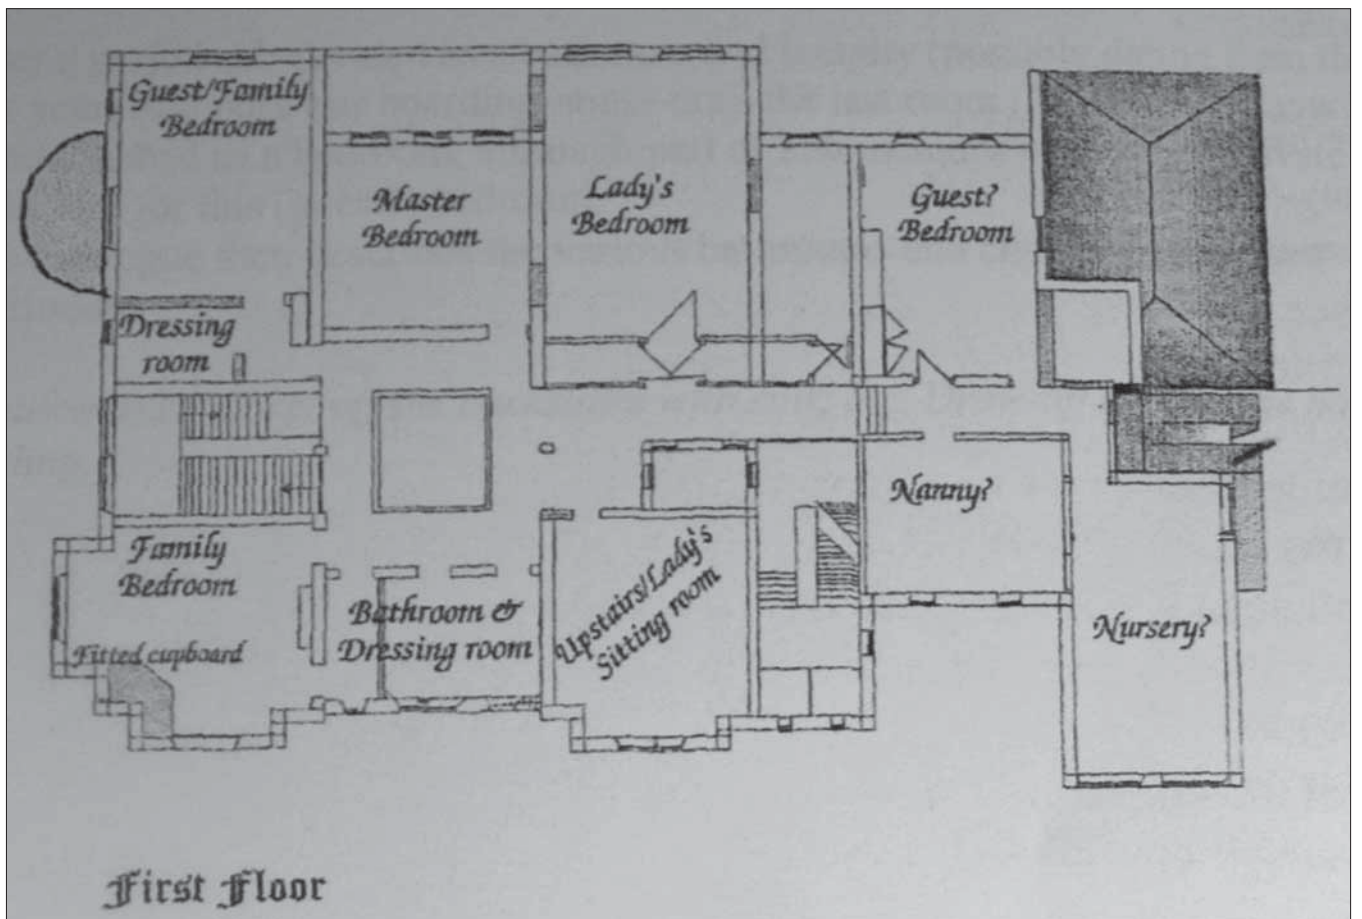 Guest/Family
Bedroom
Master
Bedroom
Lady's
Bedroom
Guest?
Bedroom
Dressing
room
Nanny?
Family
Bedroom
Fitted cupboard
Bathroom &
Dressing room
Upstairs/Lady's
Sitting room
Nursery?
First Floor